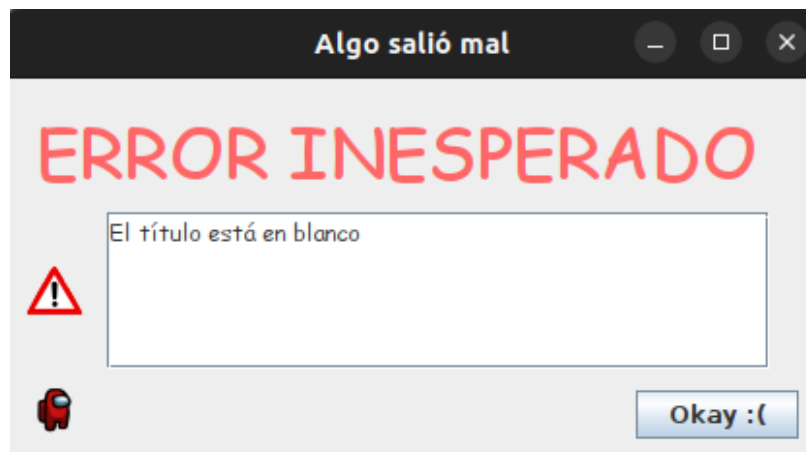 Algo salió mal
ERROR INESPERADO
El título está en blanco
Okay :(